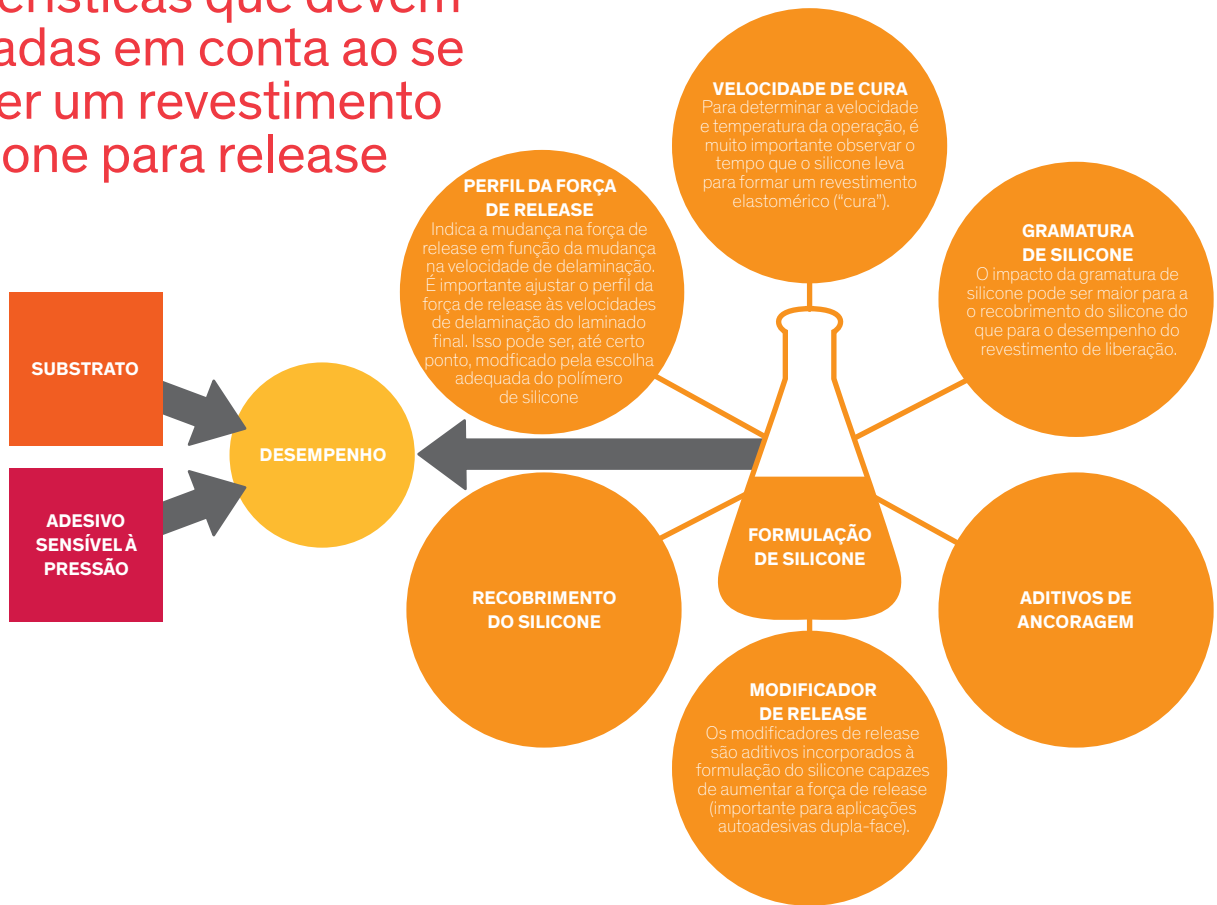 erísticas que devem
adas em conta ao se
er um revestimento
one para release
VELOCIDADE DE CURA
Para determinar a velocidade
e temperatura da operação, é
muito importante observar o
tempo que o silicone leva
para formar um revestimento
elastomérico (“cura”).
PERFIL DA FORÇA
DE RELEASE
Indica a mudança na força de
release em função da mudança
na velocidade de delaminação.
É importante ajustar o perfil da
força de release às velocidades
de delaminação do laminado
final. Isso pode ser, até certo
ponto, modficado pela escolha
adequada do polímero
de silicone
GRAMATURA
DE SILICONE
O impacto da gramatura de
silicone pode ser maior para a
o recobrimento do silicone do
que para o desempenho do
revestimento de liberação.
SUBSTRATO
DESEMPENHO
ADESIVO
SENSÍVEL À
PRESSÃO
FORMULAÇÃO
DE SILICONE
RECOBRIMENTO
DO SILICONE
ADITIVOS DE
ANCORAGEM
MODIFICADOR
DE RELEASE
Os modificadores de release
são aditivos incorporados à
formulação do silicone capazes
de aumentar a força de release
(importante para aplicações
autoadesivas dupla-face).